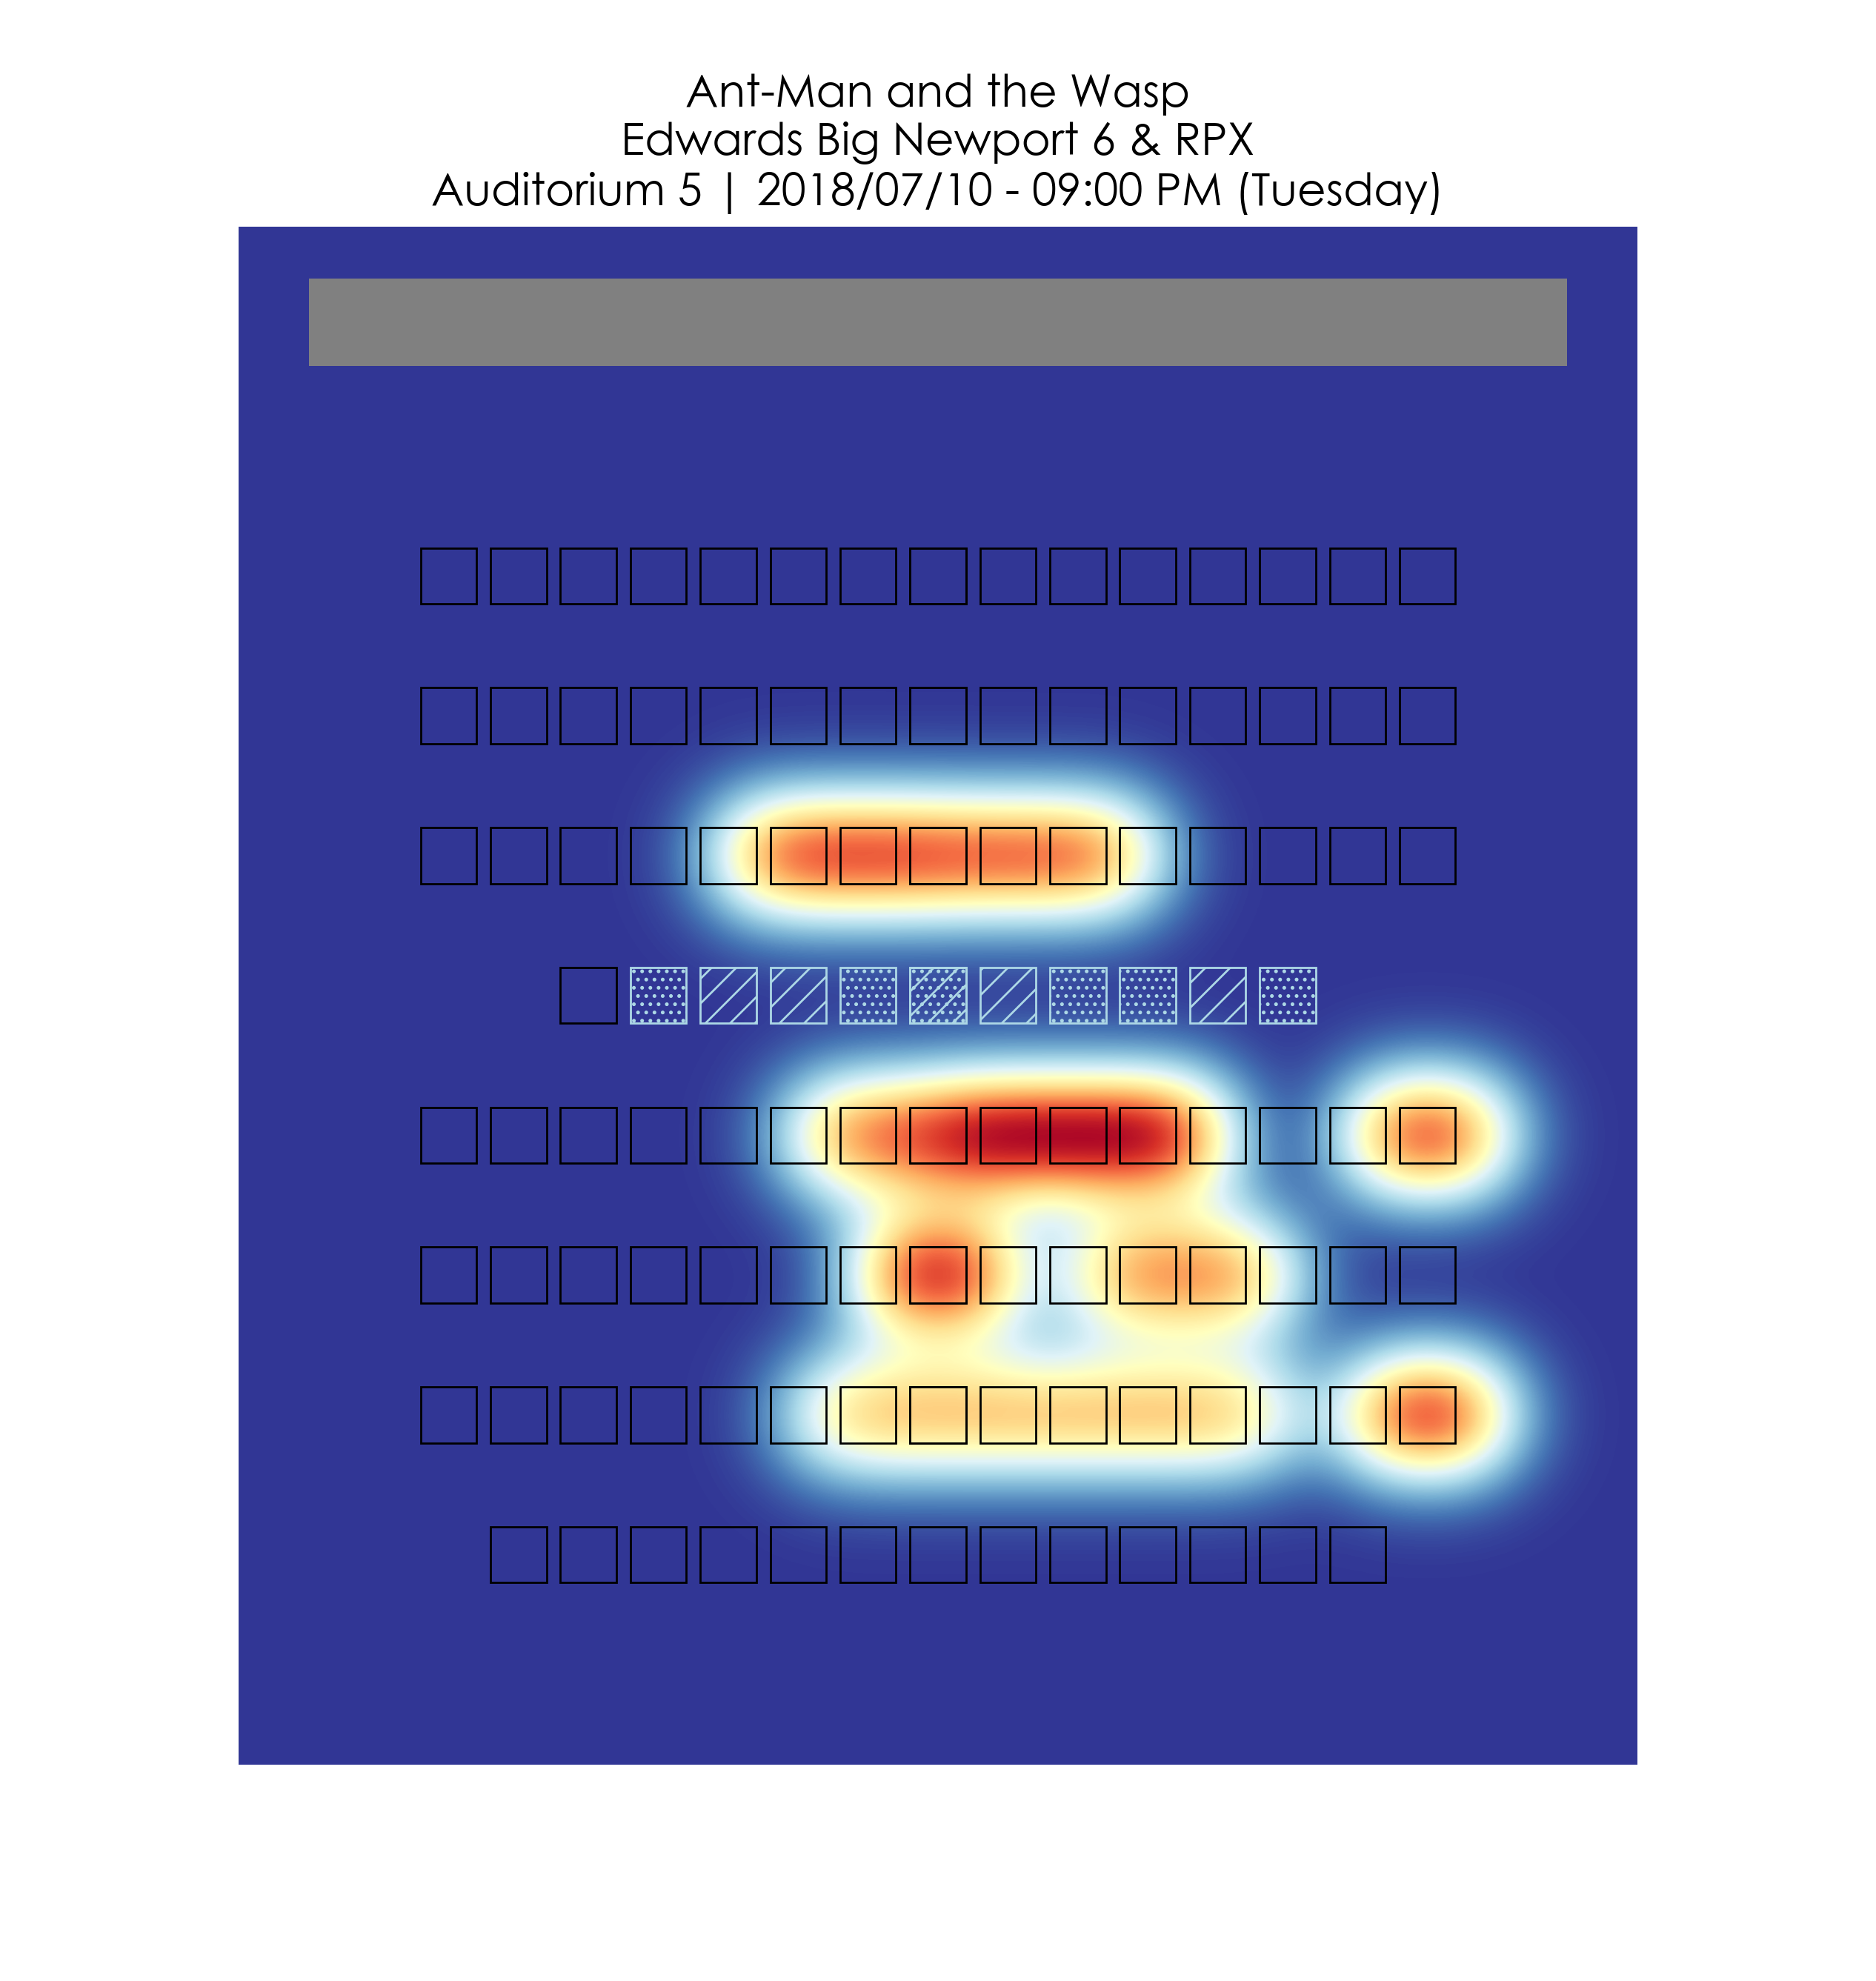 Ant-Man and the Wasp
Edwards Big Newport 6 & RPX
Auditorium 5 | 2018/07/10 - 09:00 PM (Tuesday)